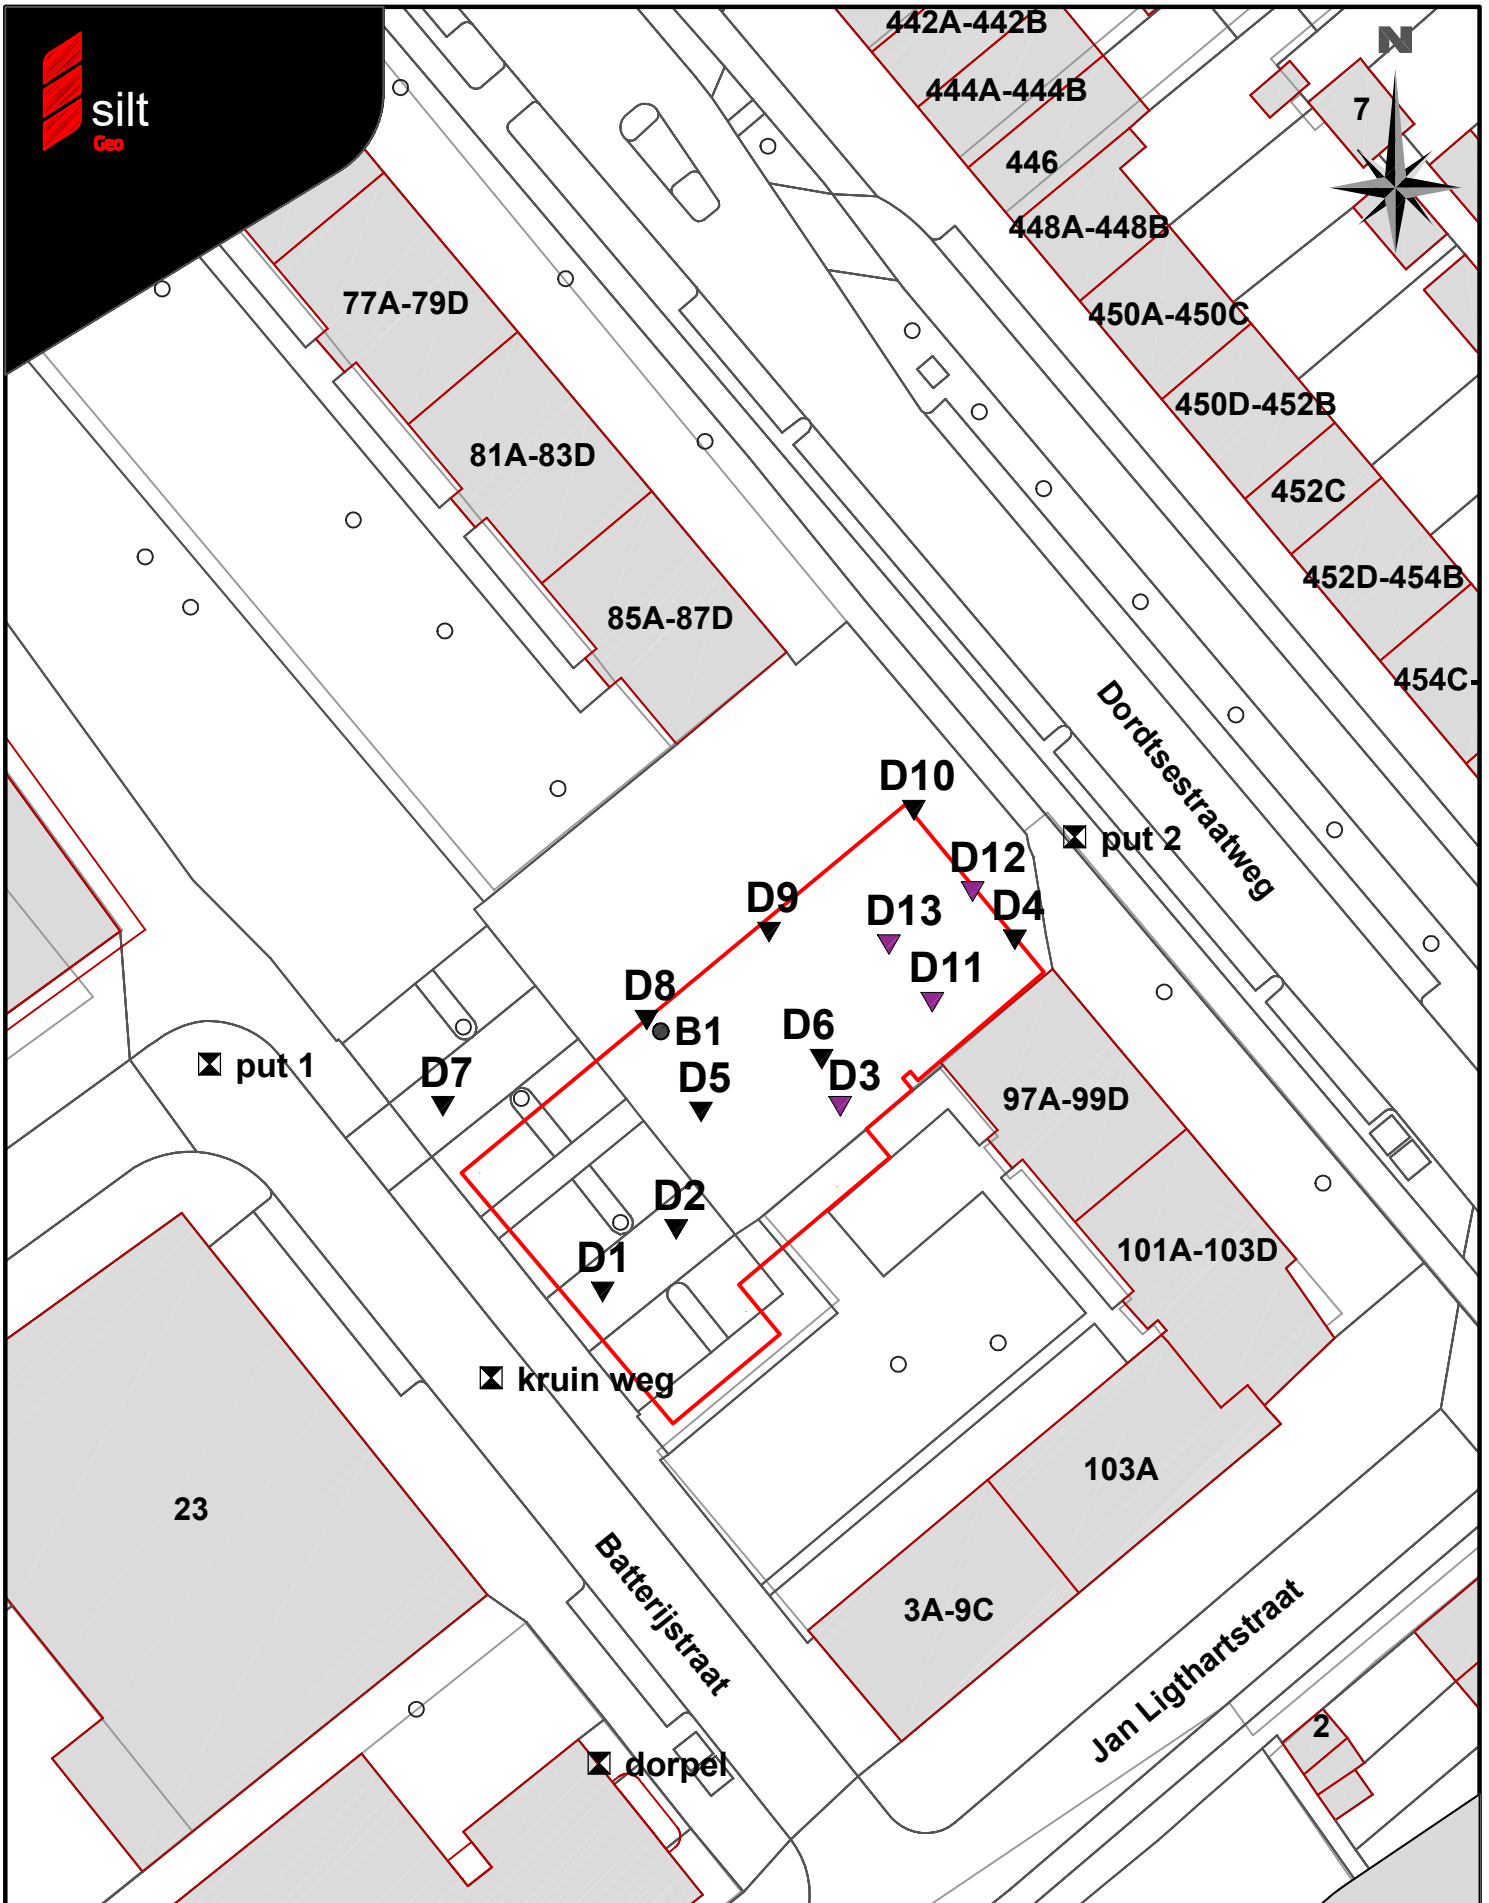 silt
Geo
N
442A-442B
444A-444B
7
446
448A-448B
77A-79D
450A-450C
450D-452B
81A-83D
452C
452D-454B
85A-87D
454C-
Dordtsestraatweg
D10
put 2
D12
D9
D13
D4
D8
D11
B1
D6
put 1
D7
D5
D3
97A-99D
D2
D1
101A-103D
kruin weg
103A
23
Batterijstraat
3A-9C
Jan Ligthartstraat
2
dorpel